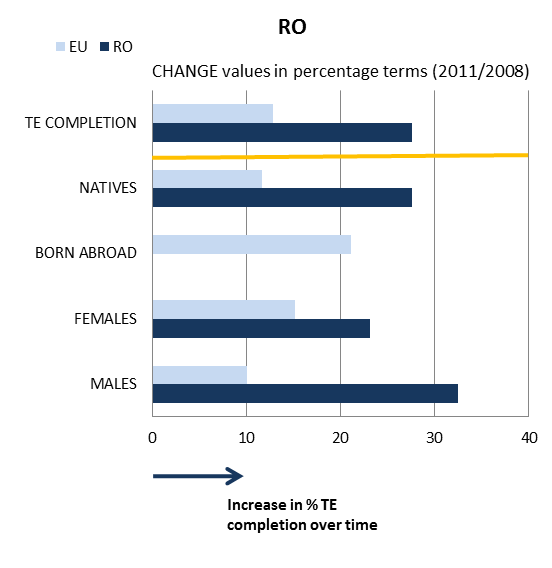 RO
EU RO
CHANGE values in percentage terms (2011/2008)
TE COMPLETION
NATIVES
BORN ABROAD
FEMALES
MALES
0 10 20 30 40
Increase in % TE
completion over time